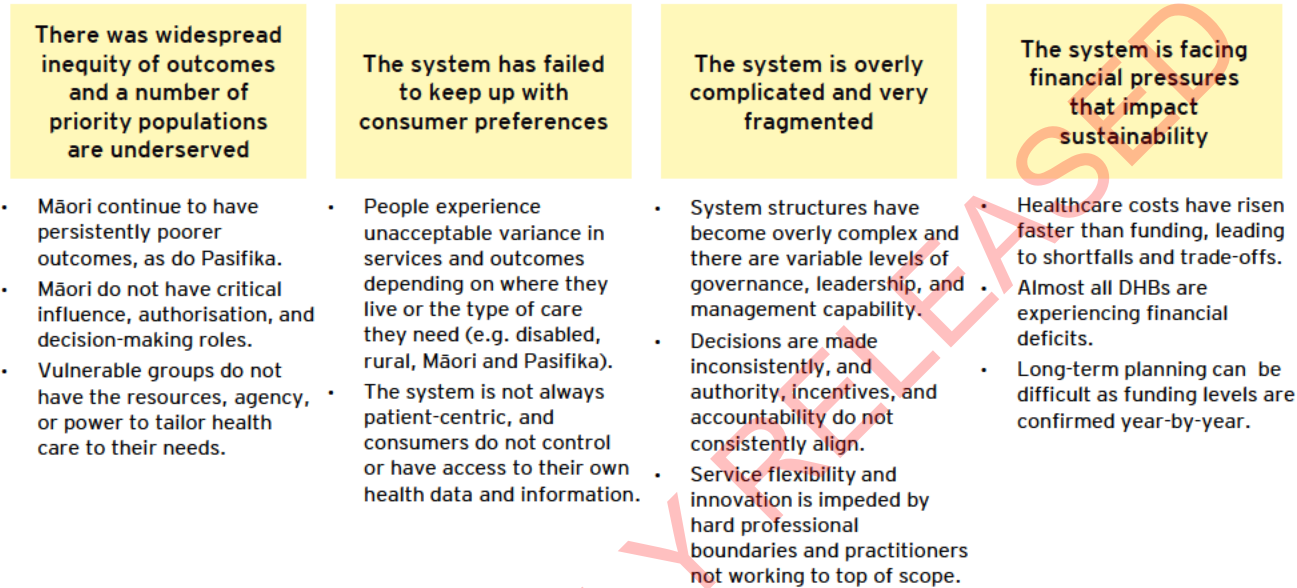 There was widespread
inequity of outcomes
and a number of
priority populations
are underserved
• Māori continue to have
persistently poorer
outcomes, as do Pasifika.
• Māori do not have critical
influence, authorisation, and
decision-making roles.
• Vulnerable groups do not
have the resources, agency,
or power to tailor health
care to their needs.
The system has failed
to keep up with
consumer preferences
• People experience
unacceptable variance in
services and outcomes
depending on where they
live or the type of care
they need (e.g. disabled,
rural, Māori and Pasifika).
• The system is not always
patient-centric, and
consumers do not control
or have access to their own
health data and information.
The system is overly
complicated and very
fragmented
• System structures have
become overly complex and
there are variable levels of
governance, leadership, and
management capability.
• Decisions are made
inconsistently, and
authority, incentives, and
accountability do not
consistently align.
• Service flexibility and
innovation is impeded by
hard professional
boundaries and practitioners
not working to top of scope.
The system is facing
financial pressures
that impact
sustainability
• Healthcare costs have risen
faster than funding, leading
to shortfalls and trade-offs.
• Almost all DHBs are
experiencing financial
deficits.
• Long-term planning can be
difficult as funding levels are
confirmed year-by-year.
Y RELEASED